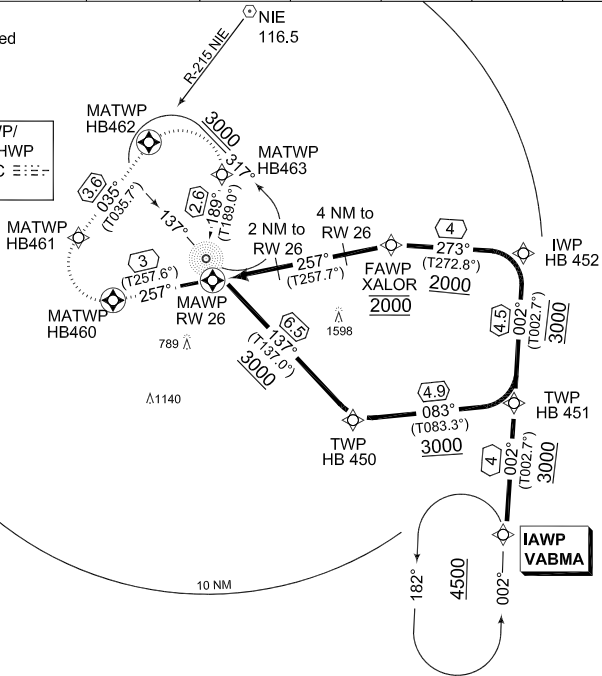 NIE
116.5
ed
R-215 NIE
MATWP
HB462
3000
317°
MATWP
HB463
P/
HWP
C
3.6
035°
(T035.7°)
137°
2.6
189°
(T189.0°)
2 NM to
RW 26
4 NM to
RW 26
4
273°
(T272.8°)
2000
IWP
HB 452
MATWP
HB461
257°
(T257.7°)
FAWP
XALOR
2000
3
(T257.6°)
257°
MATWP
HB460
MAWP
RW 26
4.5
002°
(T002.7°)
3000
789
1598
6.5
137°
(T137.0°)
3000
1140
4.9
083°
(T083.3°)
3000
TWP
HB 451
TWP
HB 450
4
002°
(T002.7°)
3000
IAWP
VABMA
182°
4500
002°
10 NM